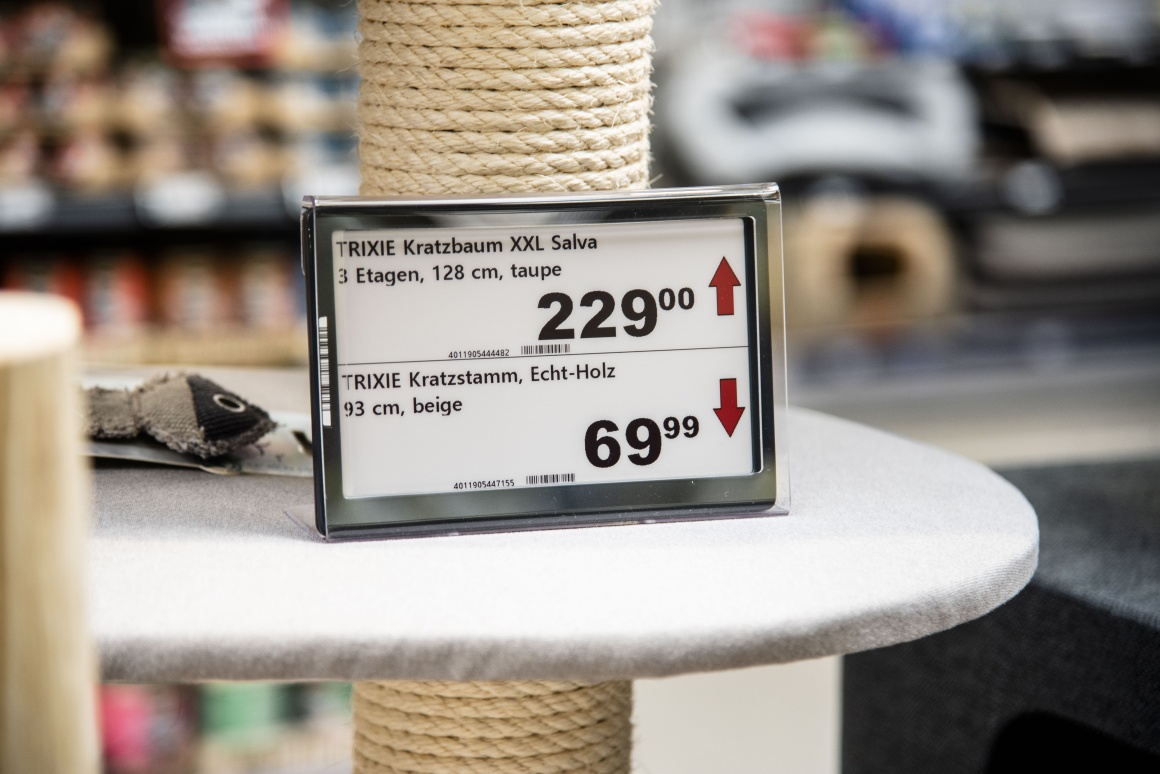 TRIXIE Kratzbaum XXL Salva
3 Etagen, 128 cm, taupe
22900
4011905444482
TRIXIE Kratzstamm, Echt-Holz
93 cm, beige
6999
4011905447155